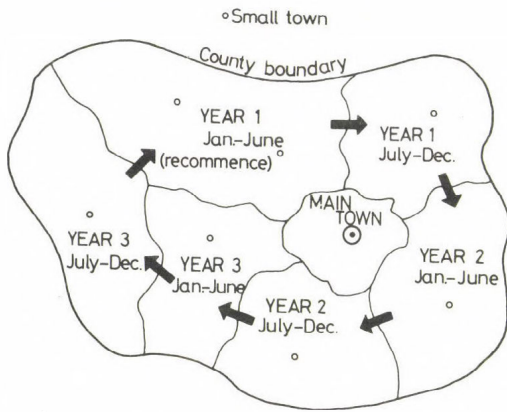 Small town
County boundary
YEAR 1
Jan.-June
(recommence)
YEAR 1
July-Dec.
MAIN
TOWN
YEAR 2
Jan.-June
YEAR 3
July-Dec.
YEAR 3
Jan.-June
YEAR 2
July-Dec.